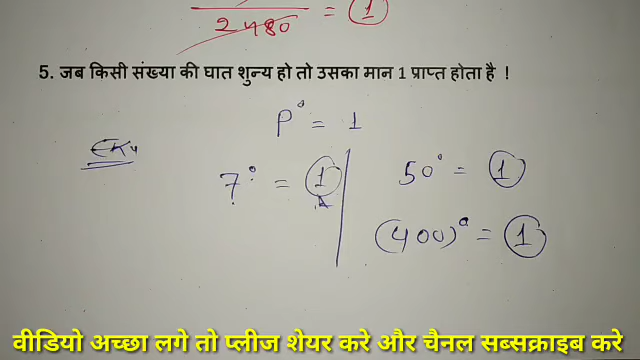 2480 = 1
5. जब किसी संख्या की घात शुन्य हो तो उसका मान 1 प्राप्त होता है !
P° = 1
7° = 1
50° = 1
(400)° = 1
वीडियो अच्छा लगे तो प्लीज शेयर करे और चैनल सब्सक्राइब करे